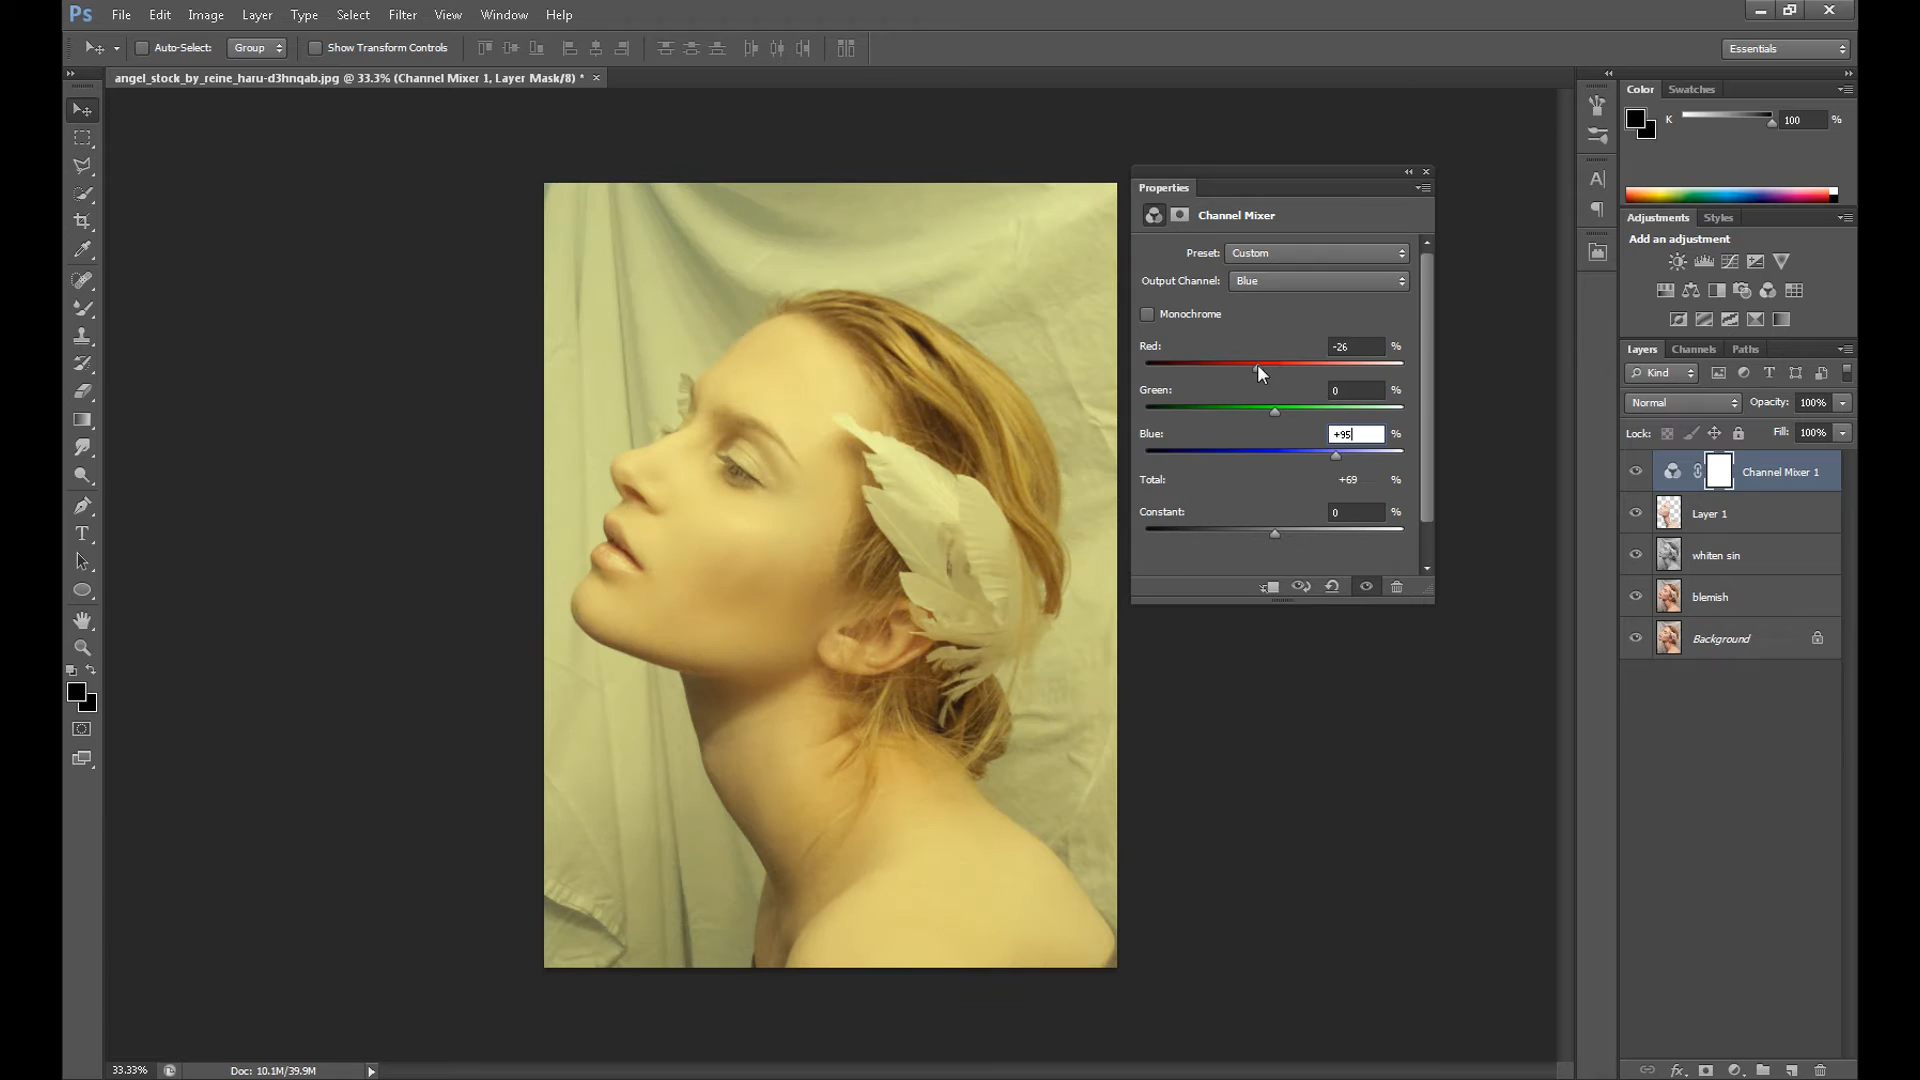 Ps File Edit Image Layer Type Select Filter View Window Help
Auto-Select: Group Show Transform Controls Essentials
angel_stock_by_reine_haru-d3hnqab.jpg @ 33.3% (Channel Mixer 1, Layer Mask/8) * ×
Color Swatches
K 100 %
Properties
Channel Mixer
Preset: Custom
Output Channel: Blue
Monochrome
Red: -26 %
Green: 0 %
Blue: +95 %
Total: +69 %
Constant: 0 %
Adjustments Styles
Add an adjustment
Layers Channels Paths
Kind
Normal Opacity: 100%
Lock: Fill: 100%
Channel Mixer 1
Layer 1
whiten sin
blemish
Background
33.33% Doc: 10.1M/39.9M